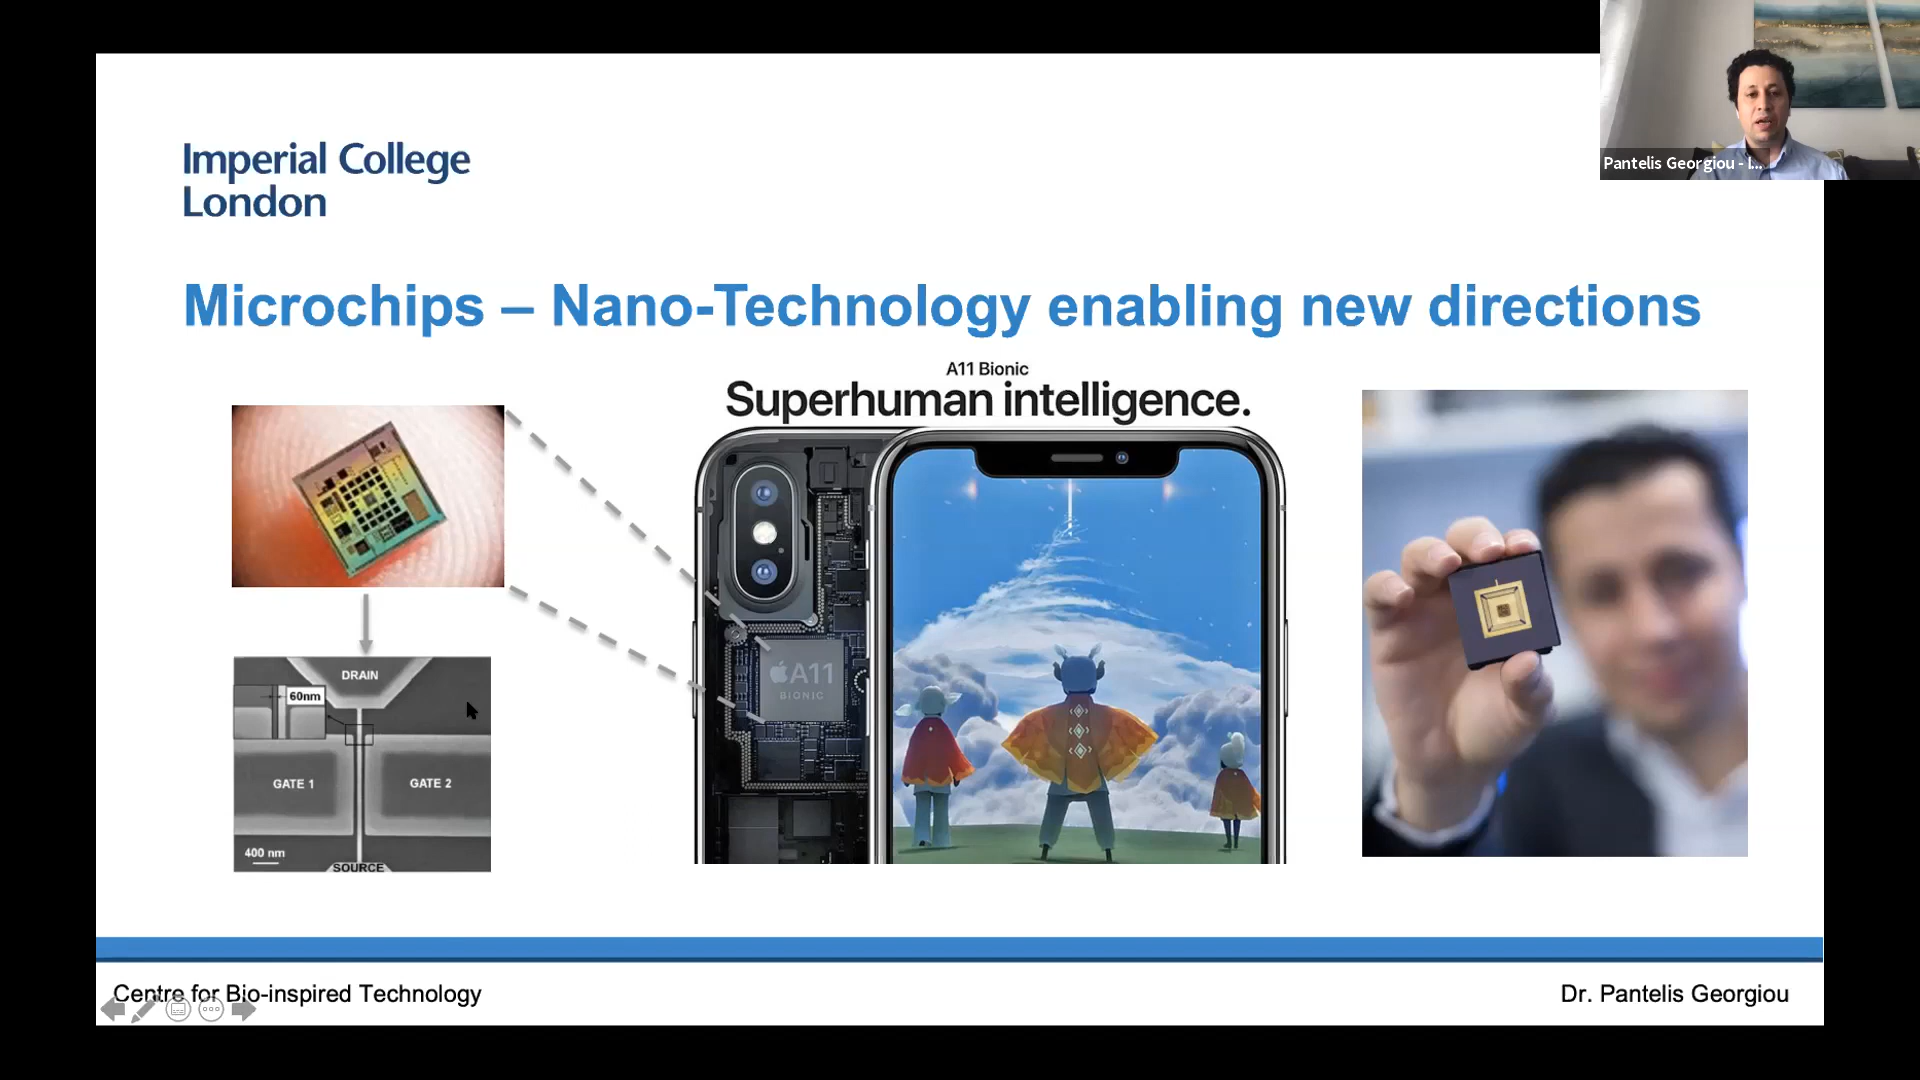 Pantelis Georgiou - I...
Imperial College
London
Microchips – Nano-Technology enabling new directions
A11 Bionic
Superhuman intelligence.
A11
BIONIC
DRAIN
60nm
GATE 1
GATE 2
400 nm
SOURCE
Centre for Bio-inspired Technology
Dr. Pantelis Georgiou